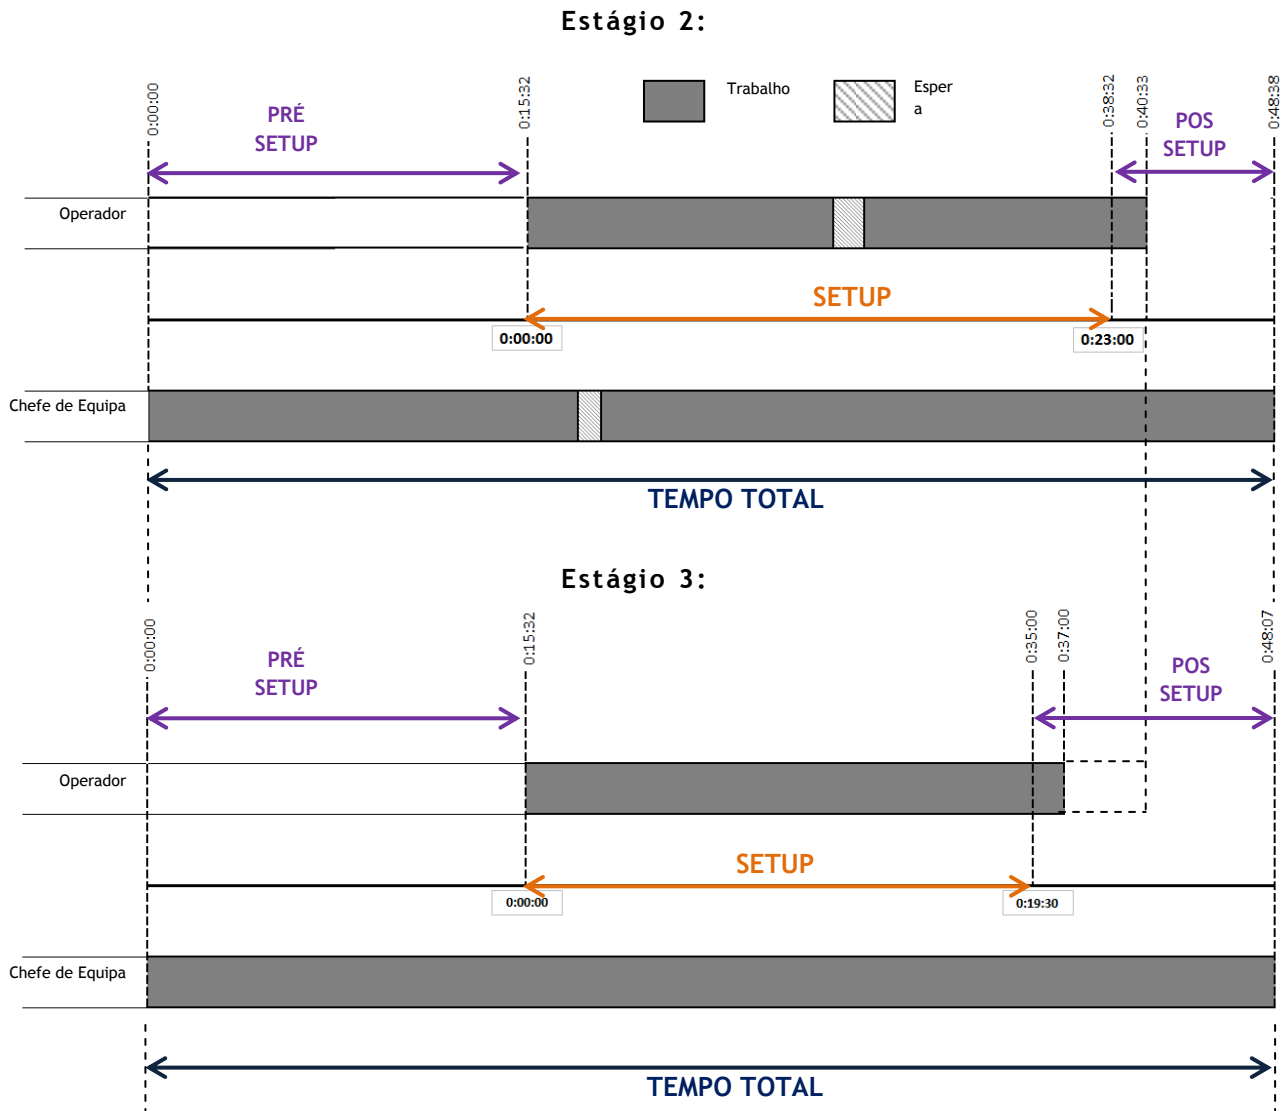 Estágio 2:
0:00:00
0:15:32
Trabalho
Esper
a
0:38:32
0:40:33
0:48:38
PRÉ
SETUP
POS
SETUP
Operador
SETUP
0:00:00
0:23:00
Chefe de Equipa
TEMPO TOTAL
Estágio 3:
0:00:00
0:15:32
0:35:00
0:37:00
0:48:07
PRÉ
SETUP
POS
SETUP
Operador
SETUP
0:00:00
0:19:30
Chefe de Equipa
TEMPO TOTAL